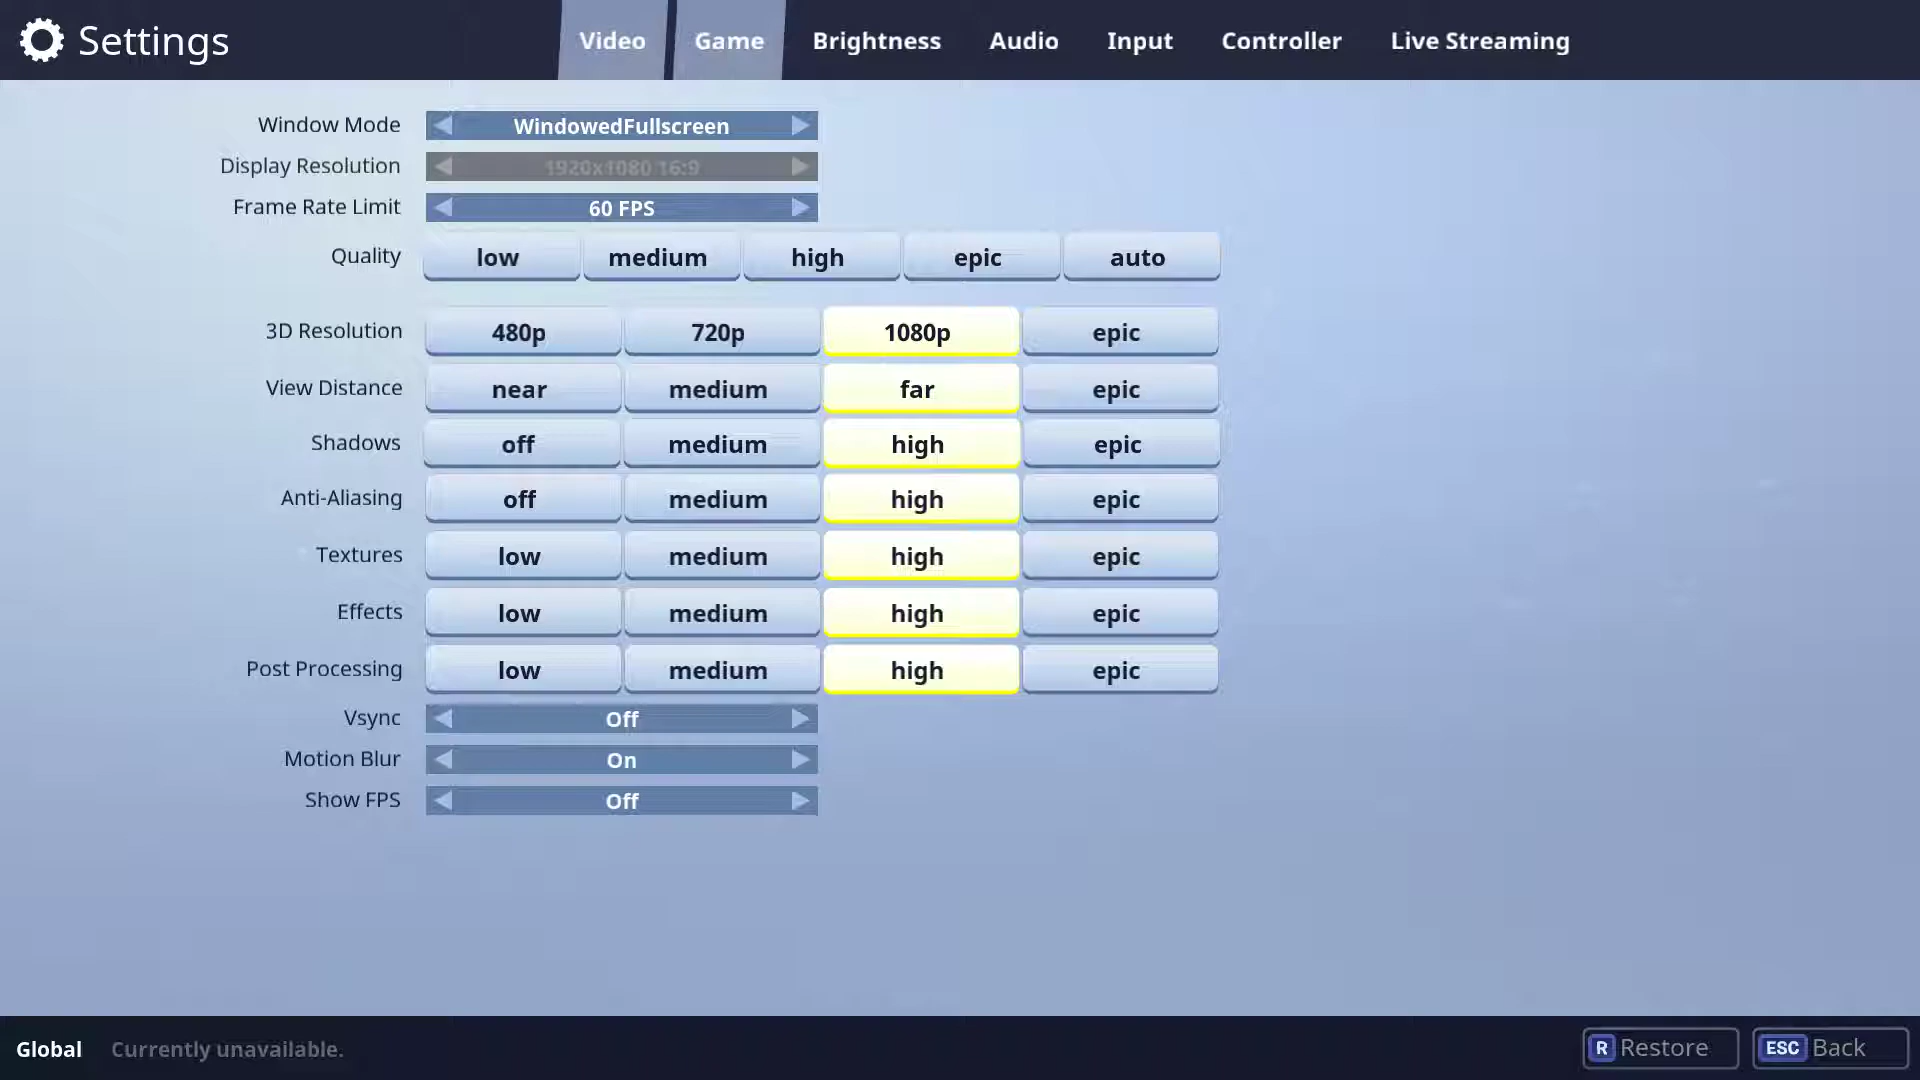 Settings
Video Game Brightness Audio Input Controller Live Streaming
Window Mode WindowedFullscreen
Display Resolution 1920x1080 16:9
Frame Rate Limit 60 FPS
Quality low medium high epic auto
3D Resolution 480p 720p 1080p epic
View Distance near medium far epic
Shadows off medium high epic
Anti-Aliasing off medium high epic
Textures low medium high epic
Effects low medium high epic
Post Processing low medium high epic
Vsync Off
Motion Blur On
Show FPS Off
Global Currently unavailable. R Restore ESC Back